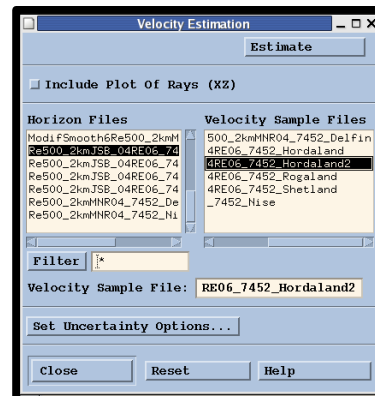 Velocity Estimation
Estimate
Include Plot Of Rays (XZ)
Horizon Files
ModifSmooth6Re500_2kmM
Re500_2kmJSB_04RE06_74
Re500_2kmJSB_04RE06_74
Re500_2kmJSB_04RE06_74
Re500_2kmJSB_04RE06_74
Re500_2kmMNR04_7452_De
Re500_2kmMNR04_7452_Ni
Velocity Sample Files
500_2kmMNR04_7452_Delfin
4RE06_7452_Hordaland
4RE06_7452_Hordaland2
4RE06_7452_Rogaland
4RE06_7452_Shetland
_7452_Nise
Filter *
Velocity Sample File: RE06_7452_Hordaland2
Set Uncertainty Options...
Close Reset Help